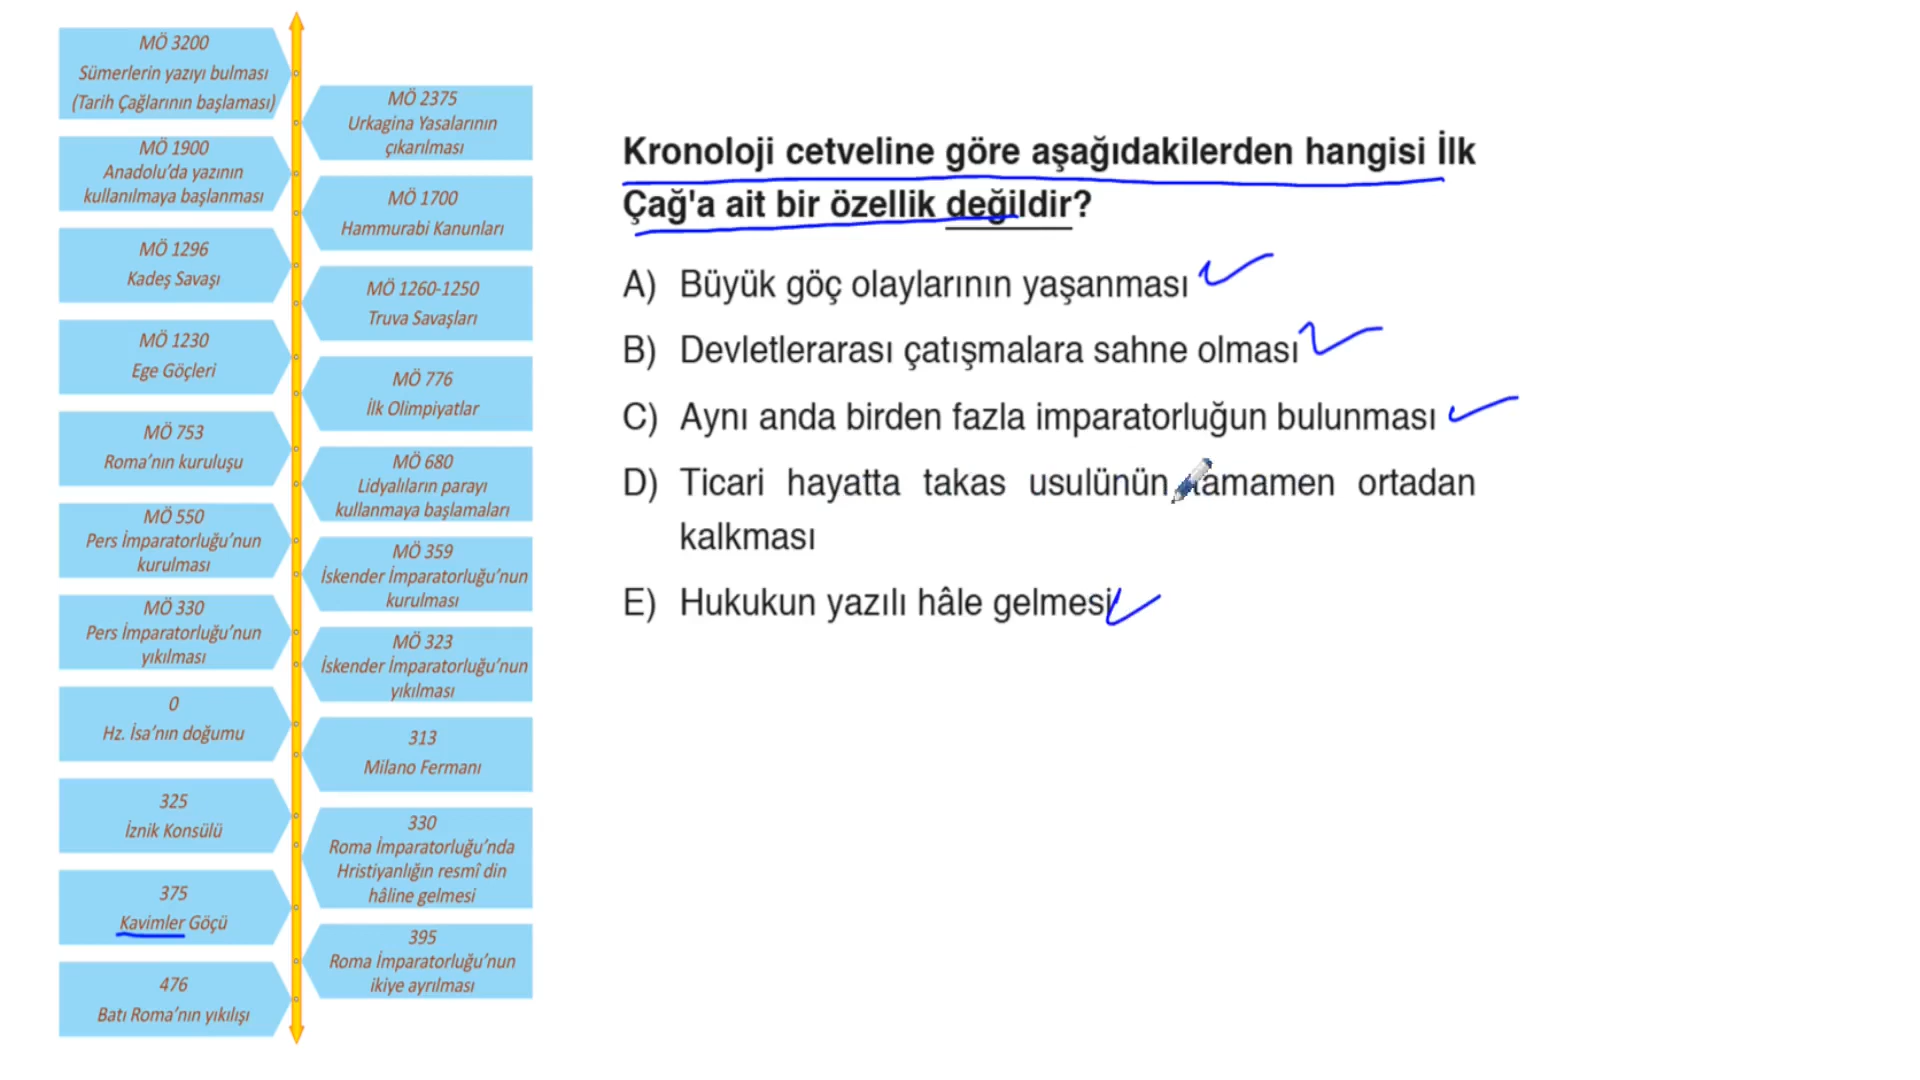 MÖ 3200
Sümerlerin yazıyı bulması
(Tarih Çağlarının başlaması)
MÖ 2375
Urkagina Yasalarının
çıkarılması
MÖ 1900
Anadolu'da yazının
kullanılmaya başlanması
MÖ 1700
Hammurabi Kanunları
MÖ 1296
Kadeş Savaşı
MÖ 1260-1250
Truva Savaşları
MÖ 1230
Ege Göçleri
MÖ 776
İlk Olimpiyatlar
MÖ 753
Roma'nın kuruluşu
MÖ 680
Lidyalıların parayı
kullanmaya başlamaları
MÖ 550
Pers İmparatorluğu'nun
kurulması
MÖ 359
İskender İmparatorluğu'nun
kurulması
MÖ 330
Pers İmparatorluğu'nun
yıkılması
MÖ 323
İskender İmparatorluğu'nun
yıkılması
0
Hz. İsa'nın doğumu
313
Milano Fermanı
325
İznik Konsülü
330
Roma İmparatorluğu'nda
Hristiyanlığın resmî din
hâline gelmesi
375
Kavimler Göçü
395
Roma İmparatorluğu'nun
ikiye ayrılması
476
Batı Roma'nın yıkılışı
Kronoloji cetveline göre aşağıdakilerden hangisi İlk
Çağ'a ait bir özellik değildir?
A) Büyük göç olaylarının yaşanması
B) Devletlerarası çatışmalara sahne olması
C) Aynı anda birden fazla imparatorluğun bulunması
D) Ticari hayatta takas usulünün tamamen ortadan
kalkması
E) Hukukun yazılı hâle gelmesi